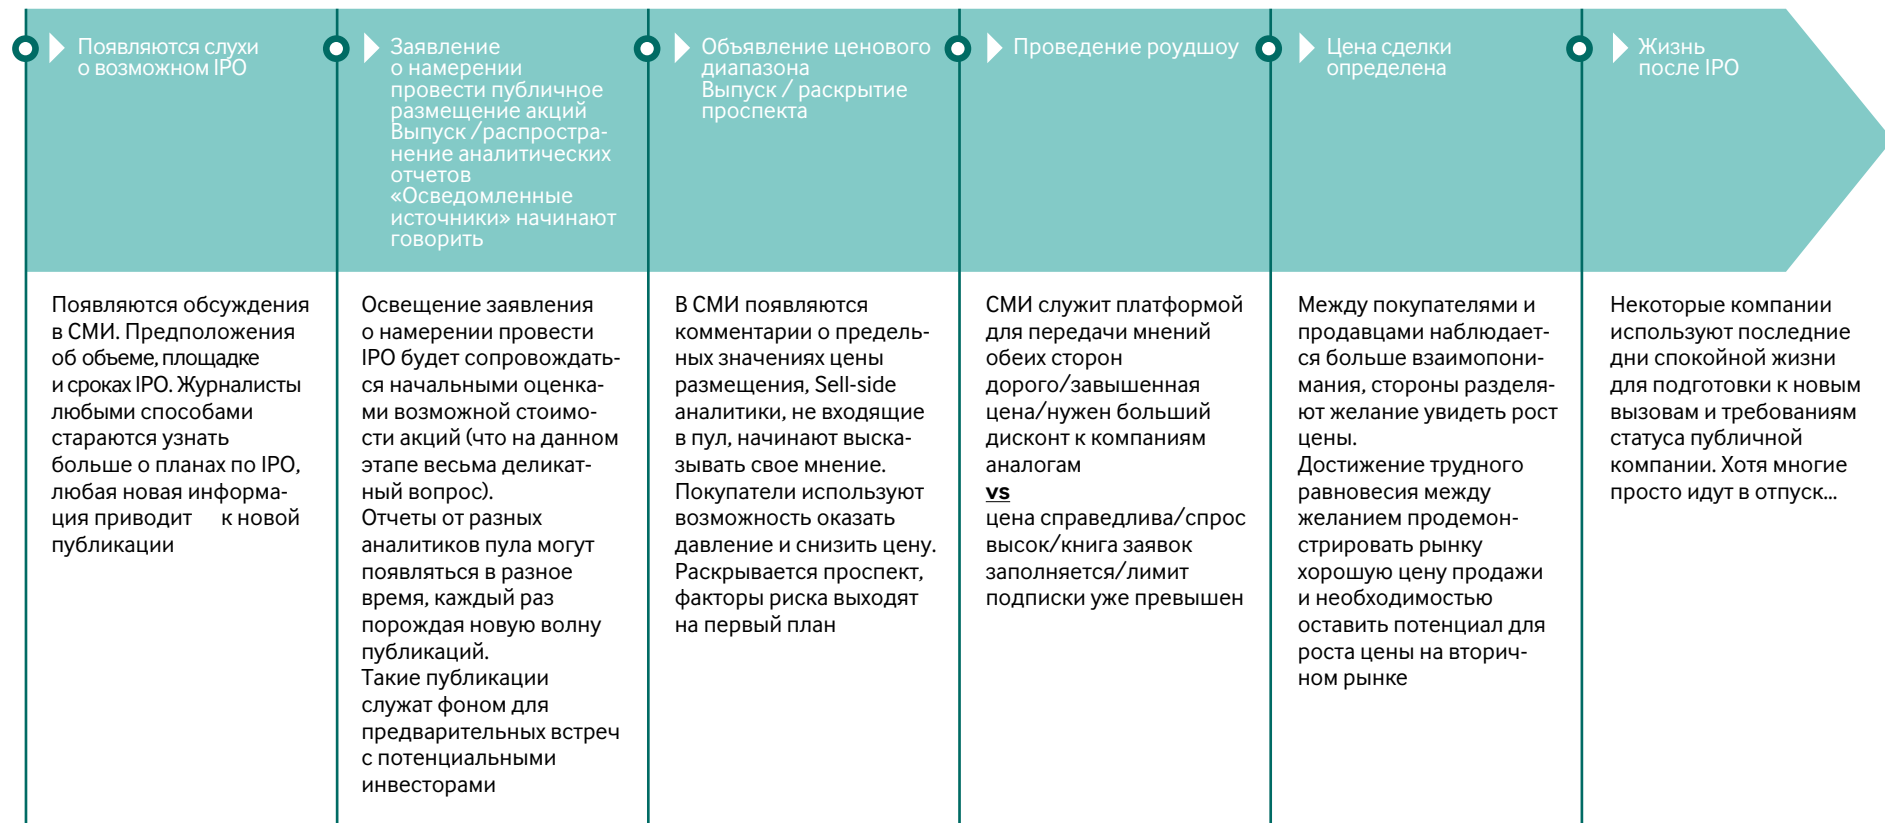 Появляются слухи
о возможном IPO
Заявление
о намерении
провести публичное
размещение акций
Выпуск /распростра-
нение аналитических
отчетов
«Осведомленные
источники» начинают
говорить
Объявление ценового
диапазона
Выпуск / раскрытие
проспекта
Проведение роудшоу
Цена сделки
определена
Жизнь
после IPO
Появляются обсуждения
в СМИ. Предположения
об объеме, площадке
и сроках IPO. Журналисты
любыми способами
стараются узнать
больше о планах по IPO,
любая новая информа-
ция приводит к новой
публикации
Освещение заявления
о намерении провести
IPO будет сопровождать-
ся начальными оценка-
ми возможной стоимо-
сти акций (что на данном
этапе весьма деликат-
ный вопрос).
Отчеты от разных
аналитиков пула могут
появляться в разное
время, каждый раз
порождая новую волну
публикаций.
Такие публикации
служат фоном для
предварительных встреч
с потенциальными
инвесторами
В СМИ появляются
комментарии о предель-
ных значениях цены
размещения, Sell-side
аналитики, не входящие
в пул, начинают выска-
зывать свое мнение.
Покупатели используют
возможность оказать
давление и снизить цену.
Раскрывается проспект,
факторы риска выходят
на первый план
СМИ служит платформой
для передачи мнений
обеих сторон
дорого/завышенная
цена/нужен больший
дисконт к компаниям
аналогам
vs
цена справедлива/спрос
высок/книга заявок
заполняется/лимит
подписки уже превышен
Между покупателями и
продавцами наблюдает-
ся больше взаимопони-
мания, стороны разделя-
ют желание увидеть рост
цены.
Достижение трудного
равновесия между
желанием продемон-
стрировать рынку
хорошую цену продажи
и необходимостью
оставить потенциал для
роста цены на вторич-
ном рынке
Некоторые компании
используют последние
дни спокойной жизни
для подготовки к новым
вызовам и требованиям
статуса публичной
компании. Хотя многие
просто идут в отпуск...